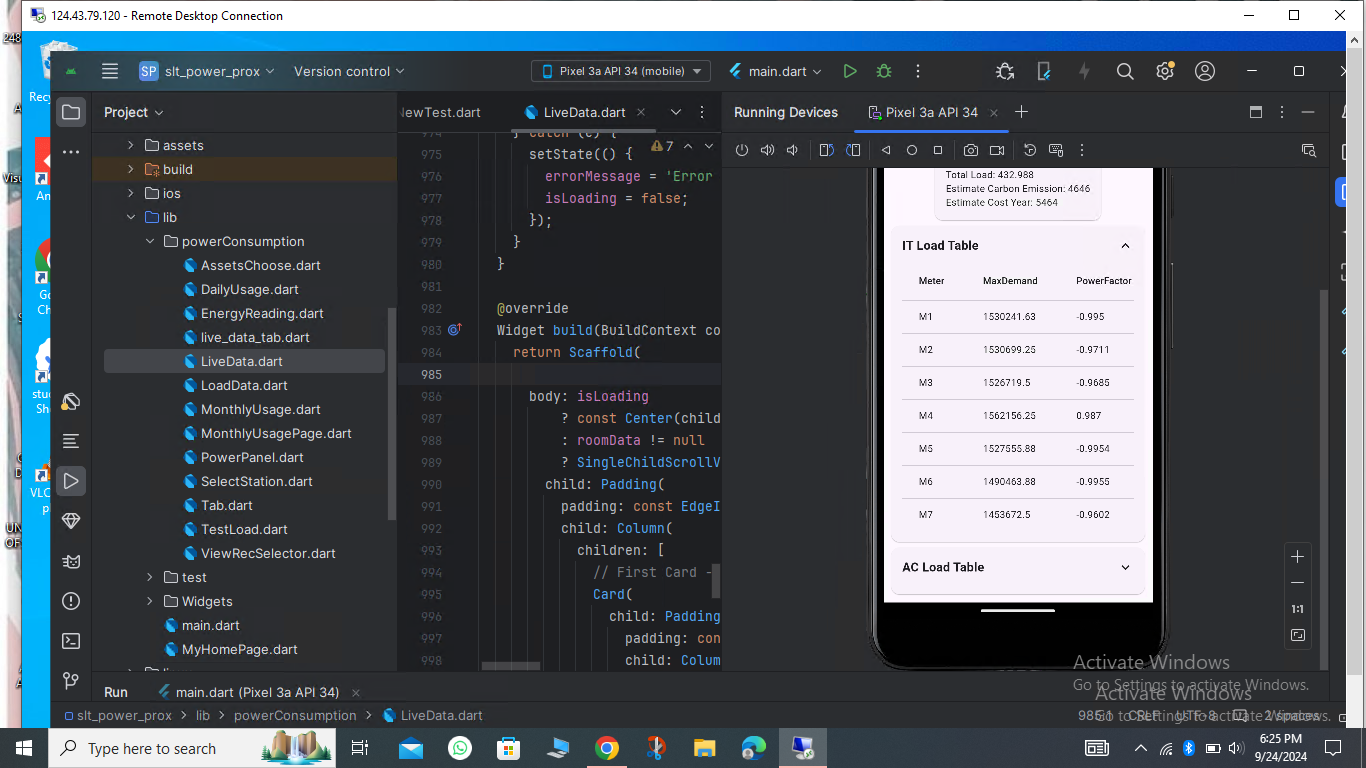 124.43.79.120 - Remote Desktop Connection
248
SP slt_power_prox Version control Pixel 3a API 34 (mobile) main.dart
Project
assets
build
ios
lib
powerConsumption
AssetsChoose.dart
DailyUsage.dart
EnergyReading.dart
live_data_tab.dart
LiveData.dart
LoadData.dart
MonthlyUsage.dart
MonthlyUsagePage.dart
PowerPanel.dart
SelectStation.dart
Tab.dart
TestLoad.dart
ViewRecSelector.dart
test
Widgets
main.dart
MyHomePage.dart
iewTest.dart LiveData.dart
7
974 } catch (e) {
975 setState(() {
976 errorMessage = 'Error
977 isLoading = false;
978 });
979 }
980 }
981
982 @override
983 Widget build(BuildContext co
984 return Scaffold(
985
986 body: isLoading
987 ? const Center(child
988 : roomData != null
989 ? SingleChildScrollV
990 child: Padding(
991 padding: const EdgeI
992 child: Column(
993 children: [
994 // First Card -
995 Card(
996 child: Padding
997 padding: con
998 child: Colum
Running Devices Pixel 3a API 34
Total Load: 432.988
Estimate Carbon Emission: 4646
Estimate Cost Year: 5464
IT Load Table
Meter MaxDemand PowerFactor
M1 1530241.63 -0.995
M2 1530699.25 -0.9711
M3 1526719.5 -0.9685
M4 1562156.25 0.987
M5 1527555.88 -0.9954
M6 1490463.88 -0.9955
M7 1453672.5 -0.9602
AC Load Table
1:1
Activate Windows
Go to Settings to activate Windows.
Activate Windows
Go to Settings to activate Windows.
Run main.dart (Pixel 3a API 34)
slt_power_prox lib powerConsumption LiveData.dart
985:1 CRLF UTF-8 2 spaces
Type here to search
6:25 PM
9/24/2024